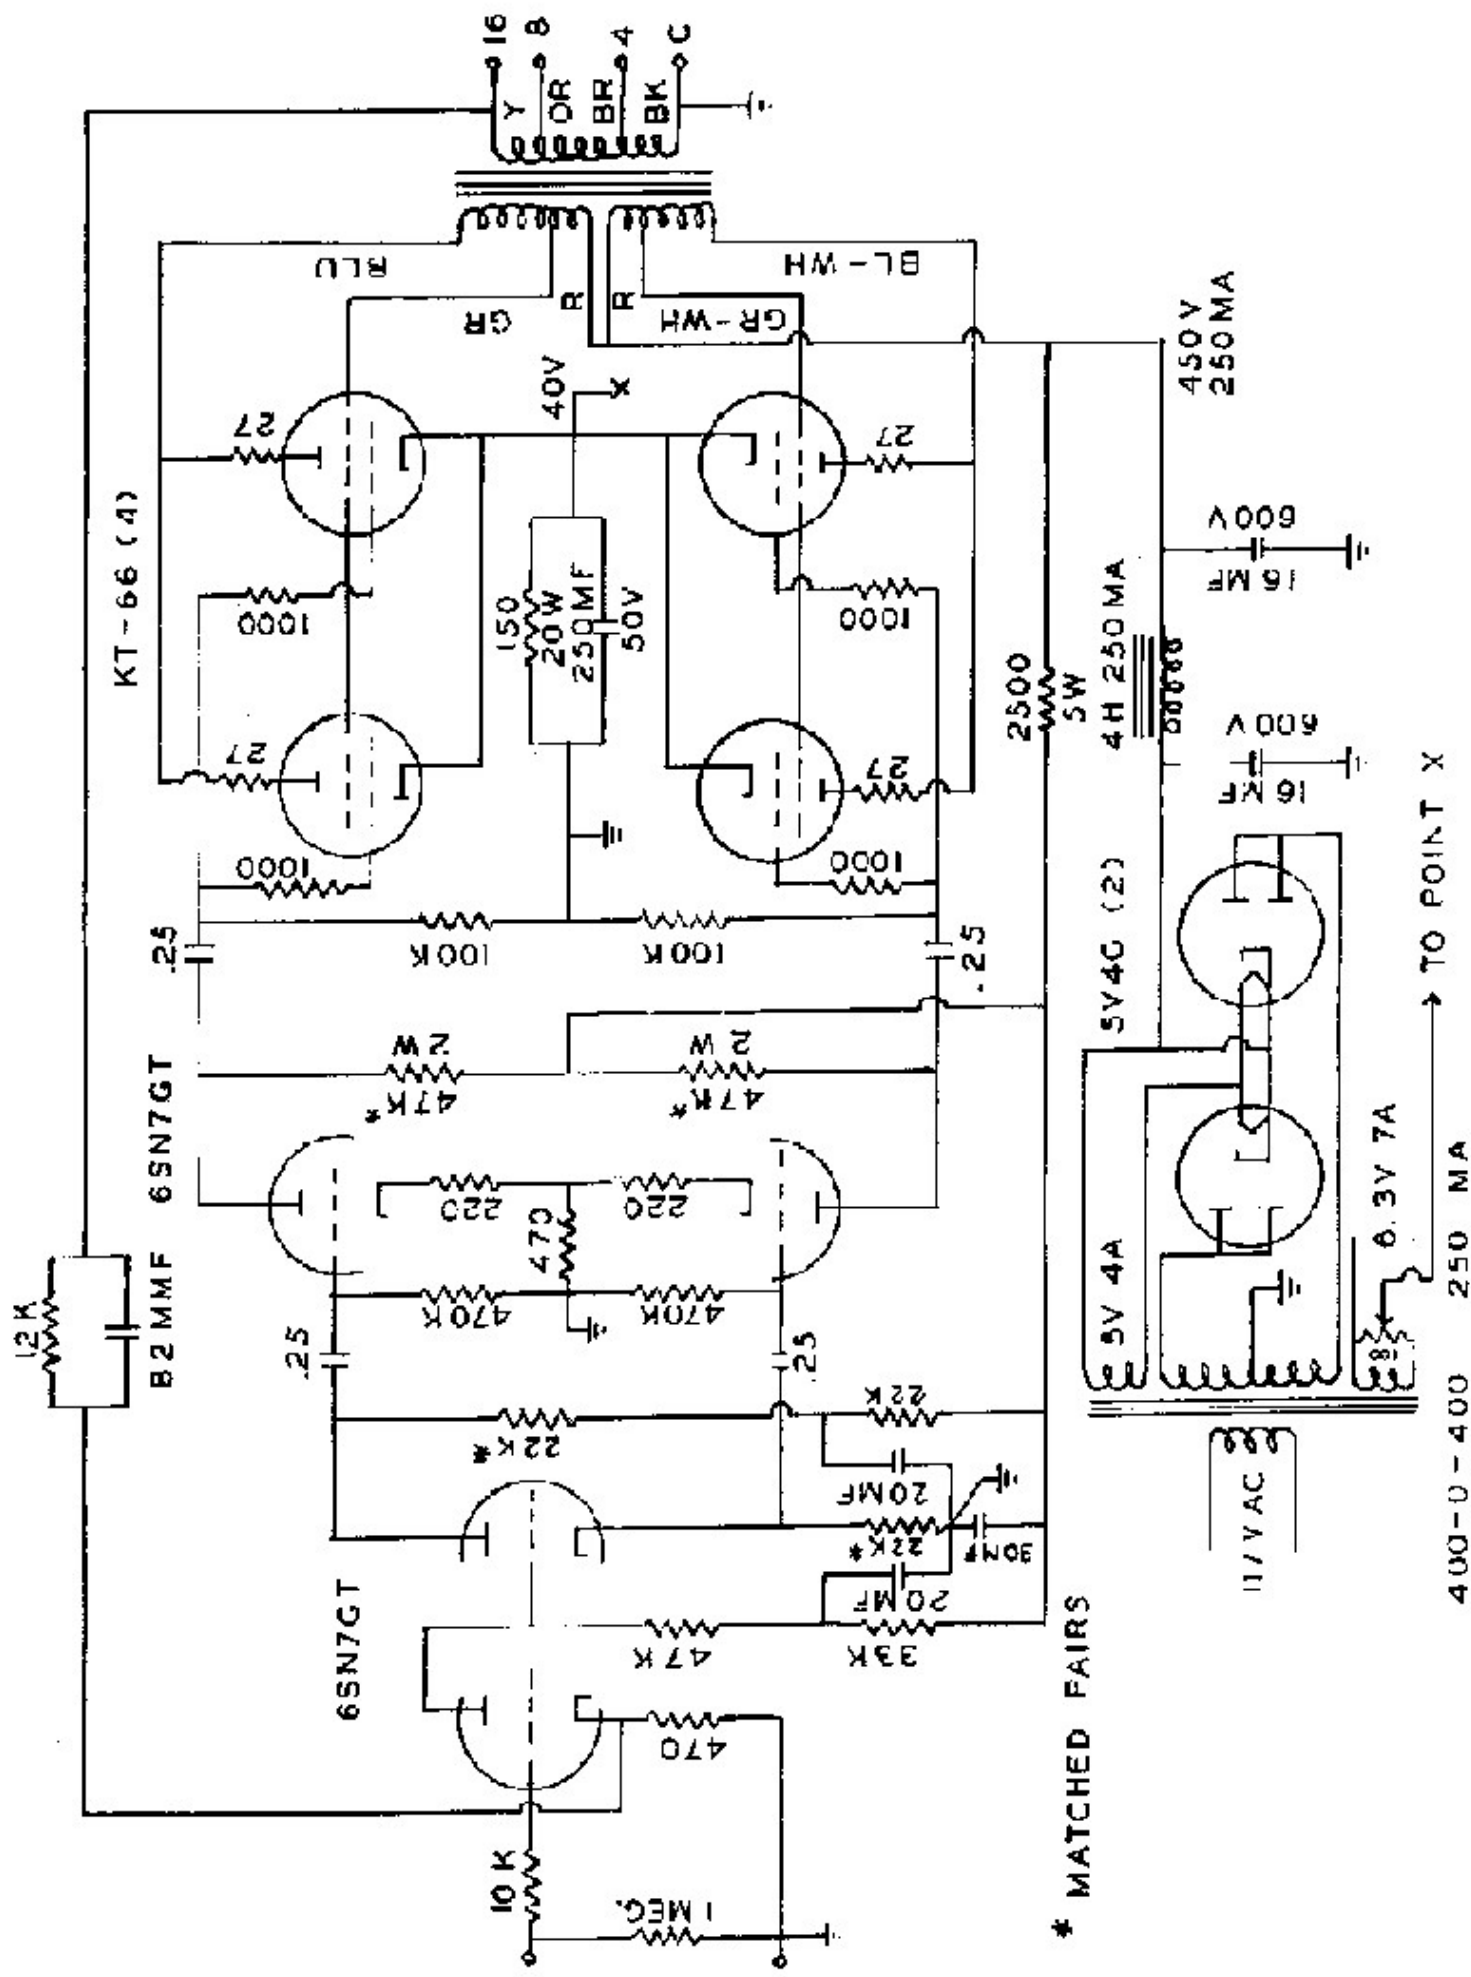 12K
82MMF
KT-66 (4)
16
8
4
C
Y
OR
BR
BK
BLU
GR
R
R
GR-WH
BL-WH
27
27
1000
1000
40V
X
150
20W
250MF
50V
27
27
1000
1000
.25
.25
100K
100K
6SN7GT
2W
47K*
2W
47K*
220
220
470
470K
470K
.25
.25
22K*
22K
20MF
22K*
30MF
20MF
6SN7GT
47K
33K
470
10 K
1 MEG.
2500
5W
4H 250MA
450V
250MA
16MF
600V
16MF
600V
5V4G (2)
5V 4A
6.3V 7A
TO POINT X
117VAC
400-0-400 250 MA
* MATCHED PAIRS